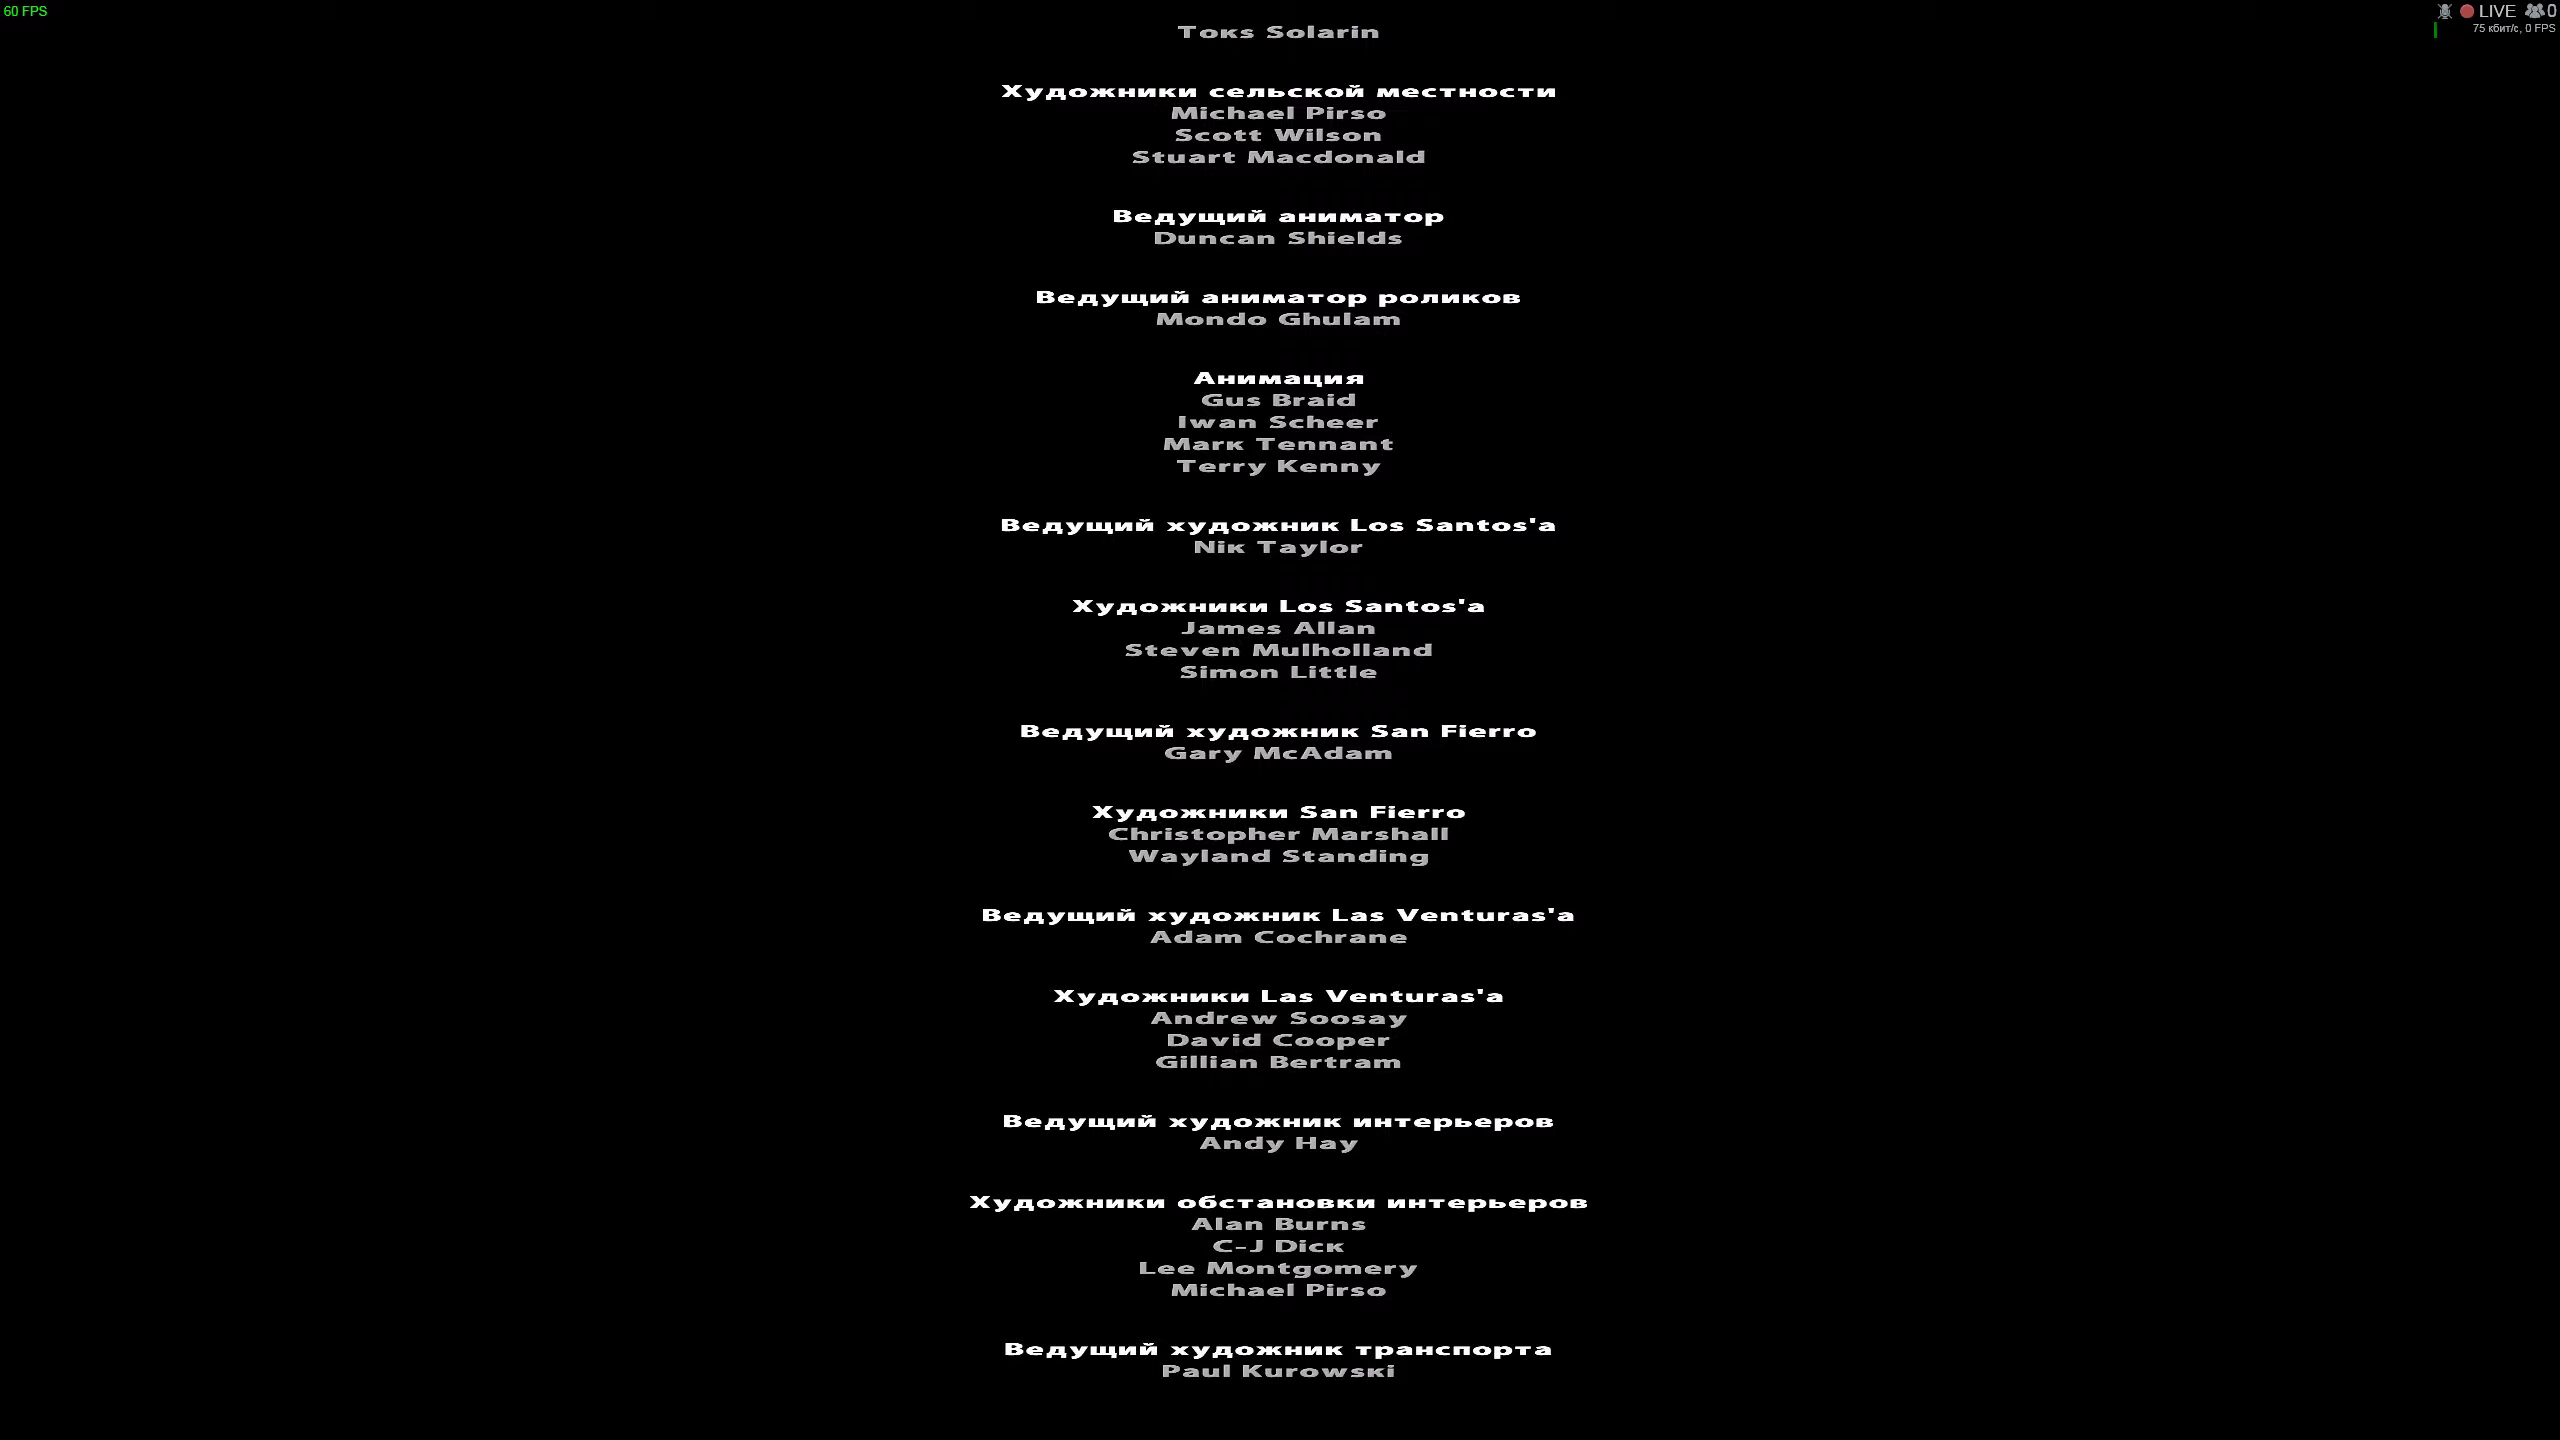 60 FPS
LIVE 0
75 кбит/с, 0 FPS
Toks Solarin
Художники сельской местности
Michael Pirso
Scott Wilson
Stuart Macdonald
Ведущий аниматор
Duncan Shields
Ведущий аниматор роликов
Mondo Ghulam
Анимация
Gus Braid
Iwan Scheer
Mark Tennant
Terry Kenny
Ведущий художник Los Santos'а
Nik Taylor
Художники Los Santos'а
James Allan
Steven Mulholland
Simon Little
Ведущий художник San Fierro
Gary McAdam
Художники San Fierro
Christopher Marshall
Wayland Standing
Ведущий художник Las Venturas'а
Adam Cochrane
Художники Las Venturas'а
Andrew Soosay
David Cooper
Gillian Bertram
Ведущий художник интерьеров
Andy Hay
Художники обстановки интерьеров
Alan Burns
C-J Dick
Lee Montgomery
Michael Pirso
Ведущий художник транспорта
Paul Kurowski